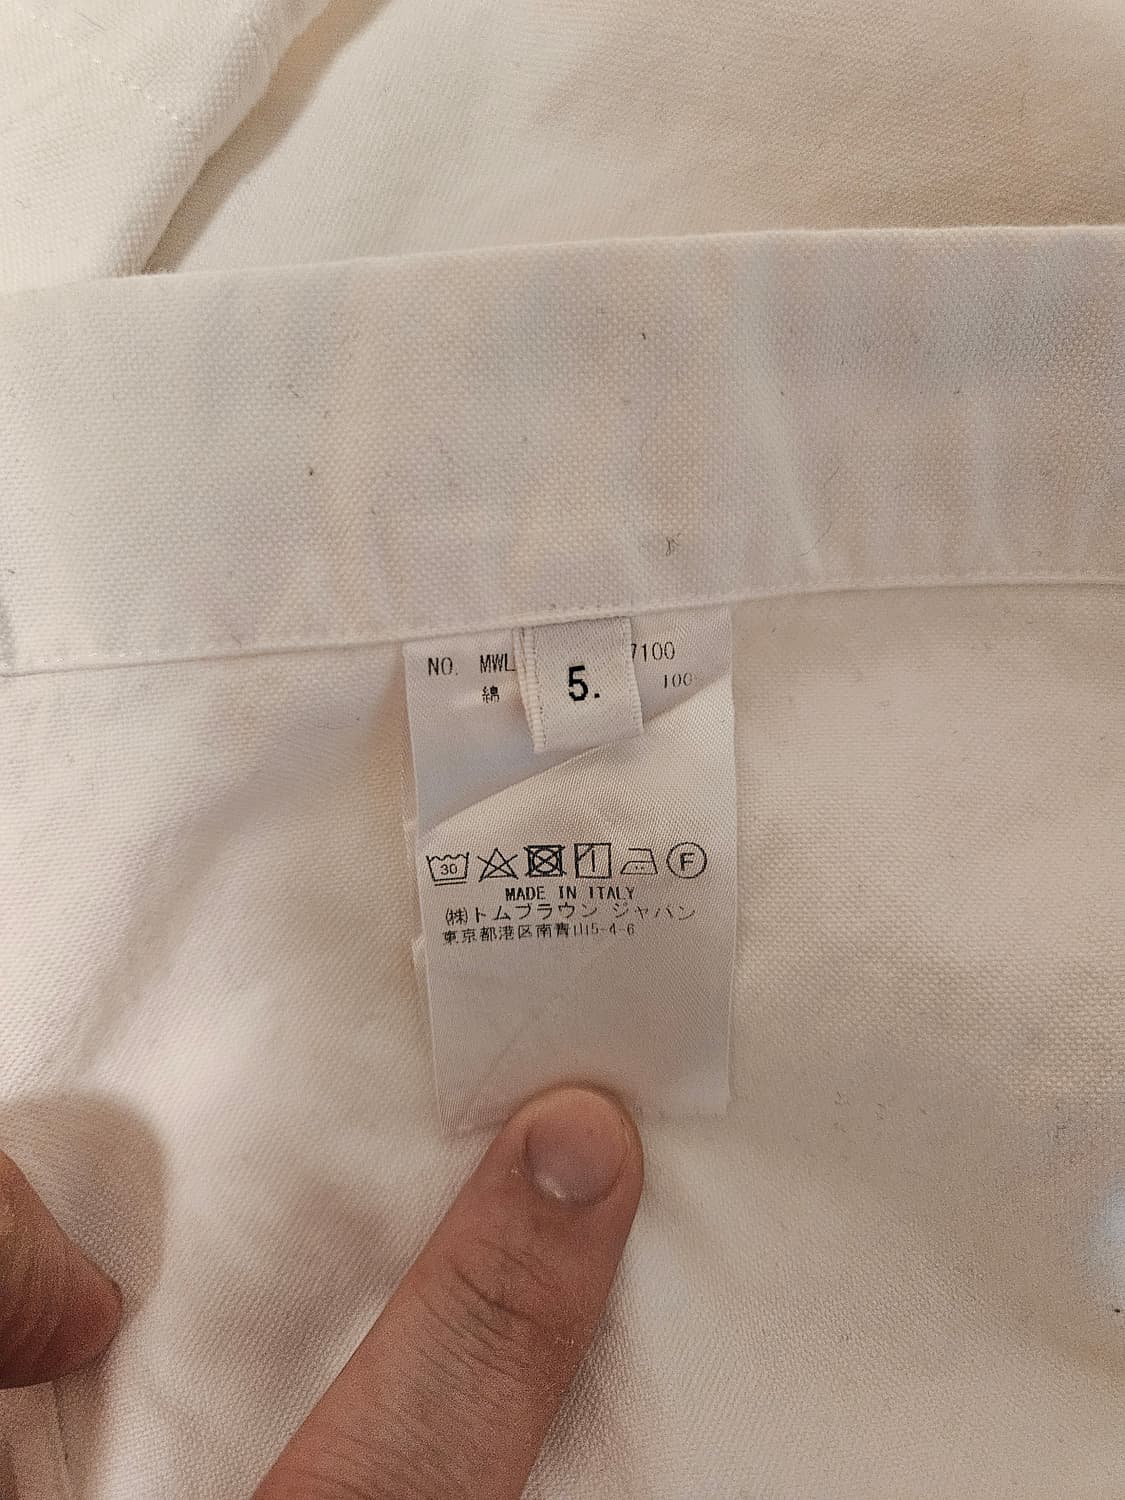 NO. MWL 7100
綿 100
5.
30 F
MADE IN ITALY
(株)トムブラウン ジャパン
東京都港区南青山5-4-6